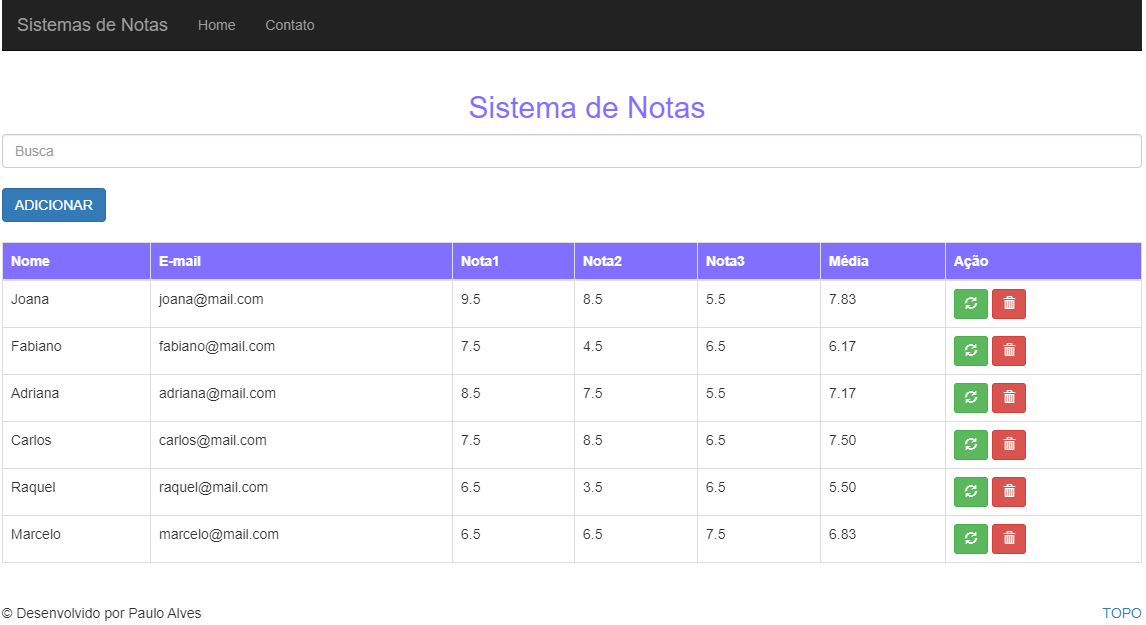 Sistemas de Notas Home Contato
Sistema de Notas
Busca
ADICIONAR
Nome E-mail Nota1 Nota2 Nota3 Média Ação
Joana joana@mail.com 9.5 8.5 5.5 7.83
Fabiano fabiano@mail.com 7.5 4.5 6.5 6.17
Adriana adriana@mail.com 8.5 7.5 5.5 7.17
Carlos carlos@mail.com 7.5 8.5 6.5 7.50
Raquel raquel@mail.com 6.5 3.5 6.5 5.50
Marcelo marcelo@mail.com 6.5 6.5 7.5 6.83
© Desenvolvido por Paulo Alves TOPO